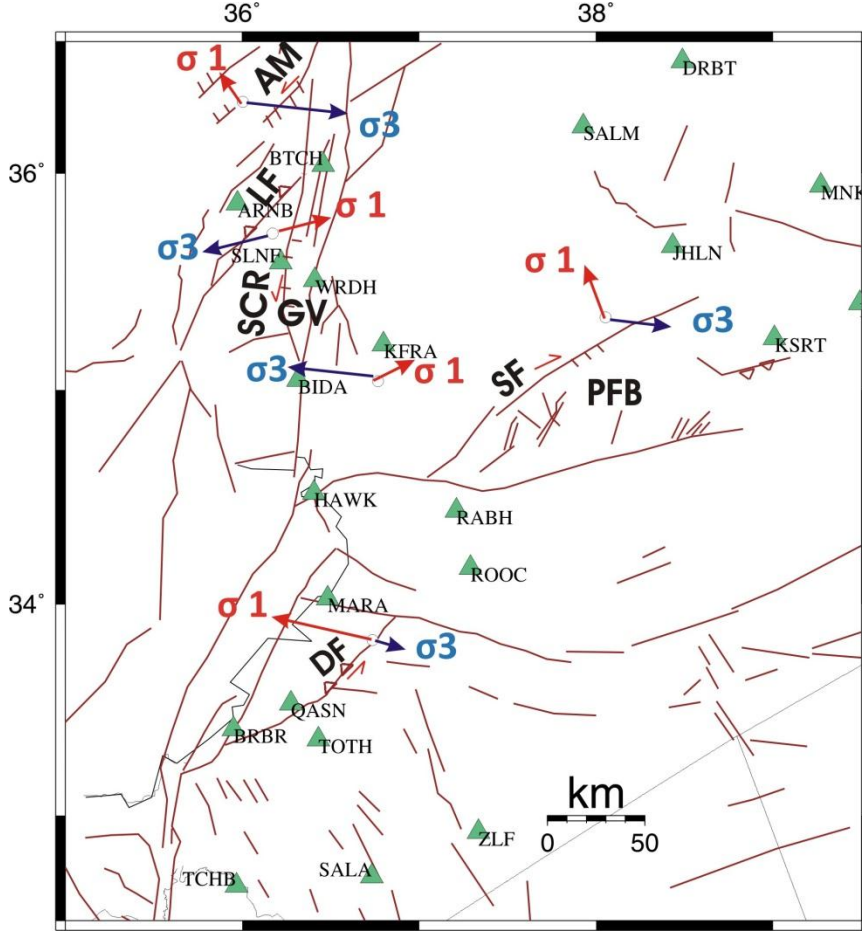 36° 38°
σ 1
AM
DRBT
σ3
SALM
36°
BTCH
LF
MNK
ARNB
σ 1
σ3
SLNF
JHLN
σ 1
WRDH
SCR
GV
σ3
KSRT
KFRA
σ3
σ 1
BIDA
SF
PFB
HAWK
RABH
ROOC
34°
σ 1
MARA
DF
σ3
QASN
BRBR
TOTH
km
0 50
ZLF
SALA
TCHB